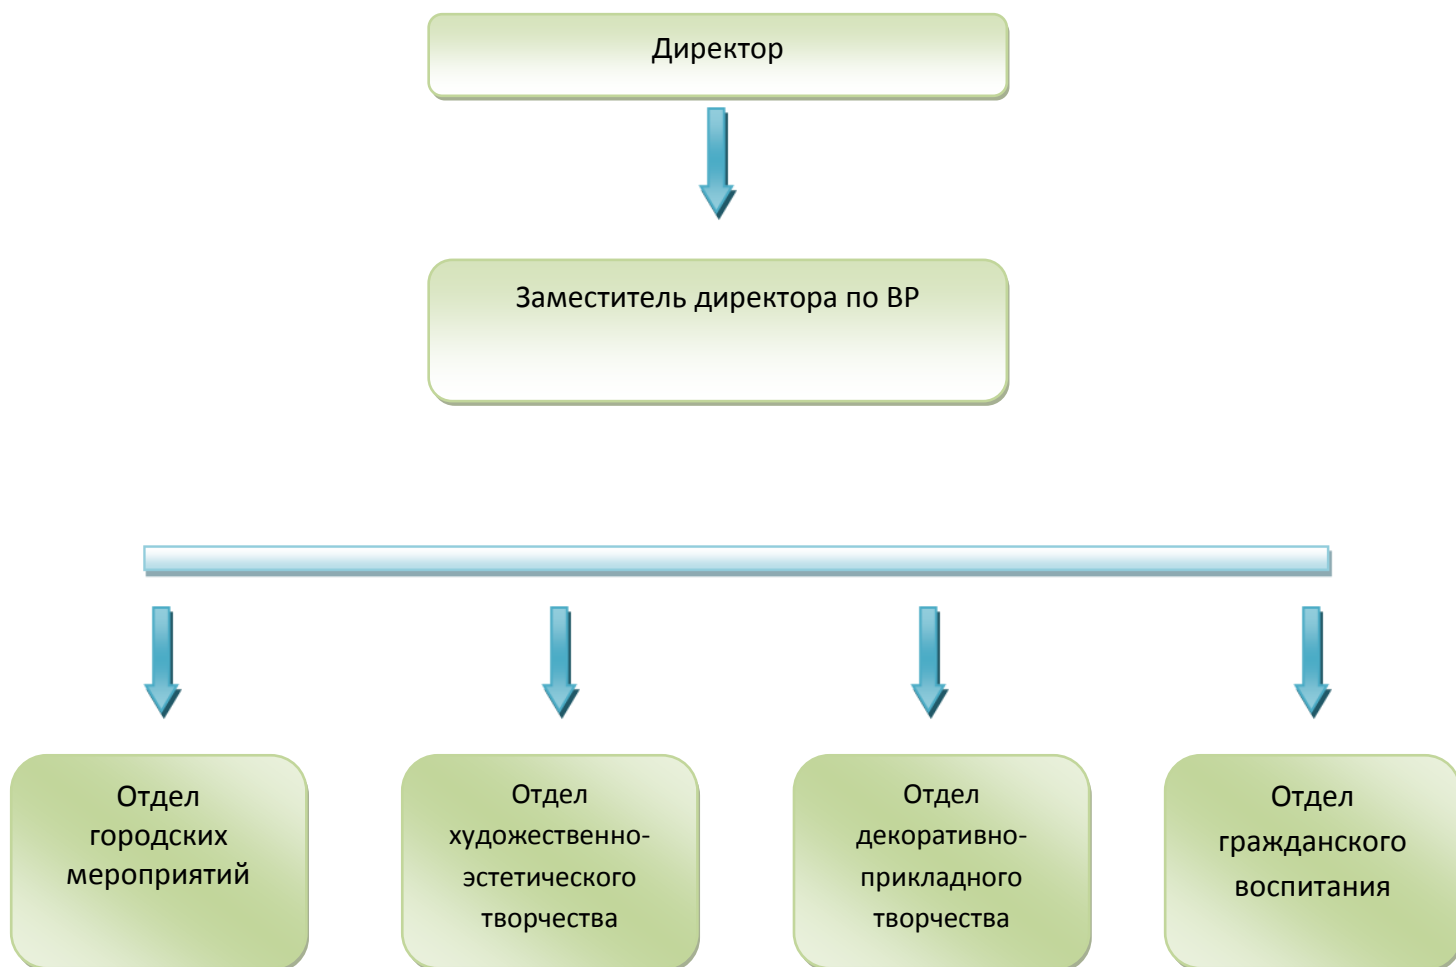 Директор
Заместитель директора по ВР
Отдел
городских
мероприятий
Отдел
художественно-
эстетического
творчества
Отдел
декоративно-
прикладного
творчества
Отдел
гражданского
воспитания